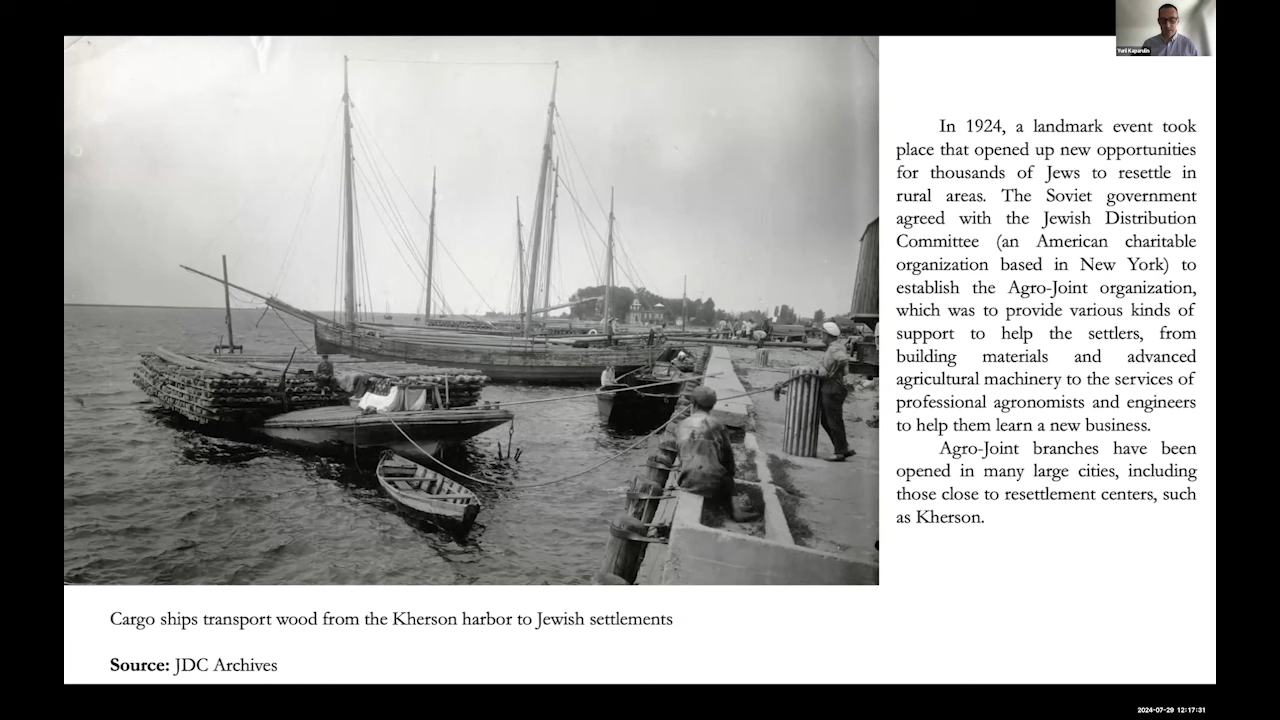 Yurii Kaparulin
In 1924, a landmark event took
place that opened up new opportunities
for thousands of Jews to resettle in
rural areas. The Soviet government
agreed with the Jewish Distribution
Committee (an American charitable
organization based in New York) to
establish the Agro-Joint organization,
which was to provide various kinds of
support to help the settlers, from
building materials and advanced
agricultural machinery to the services of
professional agronomists and engineers
to help them learn a new business.
Agro-Joint branches have been
opened in many large cities, including
those close to resettlement centers, such
as Kherson.
Cargo ships transport wood from the Kherson harbor to Jewish settlements
Source: JDC Archives
2024-07-29 12:17:31